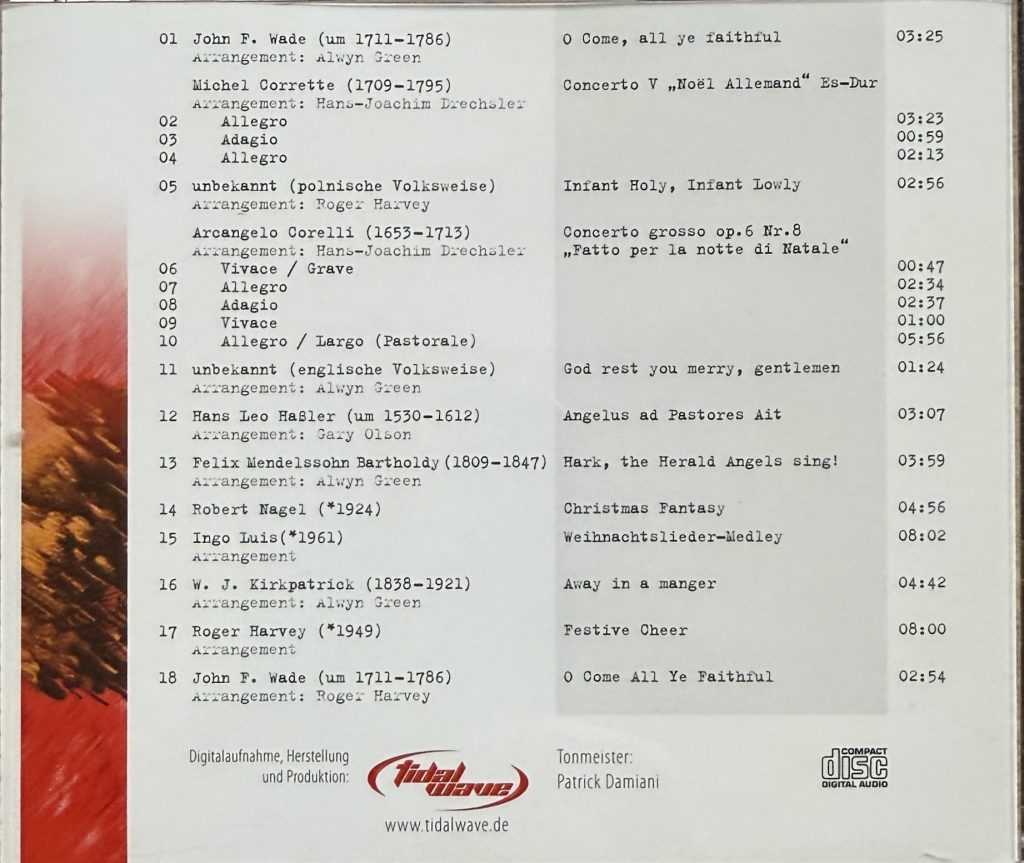 01 John F. Wade (um 1711-1786) O Come, all ye faithful 03:25
Arrangement: Alwyn Green
Michel Corrette (1709-1795) Concerto V „Noël Allemand“ Es-Dur
Arrangement: Hans-Joachim Drechsler
02 Allegro 03:23
03 Adagio 00:59
04 Allegro 02:13
05 unbekannt (polnische Volksweise) Infant Holy, Infant Lowly 02:56
Arrangement: Roger Harvey
Arcangelo Corelli (1653-1713) Concerto grosso op.6 Nr.8
Arrangement: Hans-Joachim Drechsler „Fatto per la notte di Natale“
06 Vivace / Grave 00:47
07 Allegro 02:34
08 Adagio 02:37
09 Vivace 01:00
10 Allegro / Largo (Pastorale) 05:56
11 unbekannt (englische Volksweise) God rest you merry, gentlemen 01:24
Arrangement: Alwyn Green
12 Hans Leo Haßler (um 1530-1612) Angelus ad Pastores Ait 03:07
Arrangement: Gary Olson
13 Felix Mendelssohn Bartholdy (1809-1847) Hark, the Herald Angels sing! 03:59
Arrangement: Alwyn Green
14 Robert Nagel (*1924) Christmas Fantasy 04:56
15 Ingo Luis(*1961) Weihnachtslieder-Medley 08:02
Arrangement
16 W. J. Kirkpatrick (1838-1921) Away in a manger 04:42
Arrangement: Alwyn Green
17 Roger Harvey (*1949) Festive Cheer 08:00
Arrangement
18 John F. Wade (um 1711-1786) O Come All Ye Faithful 02:54
Arrangement: Roger Harvey
Digitalaufnahme, Herstellung
und Produktion:
tidal
wave
www.tidalwave.de
Tonmeister:
Patrick Damiani
COMPACT
disc
DIGITAL AUDIO